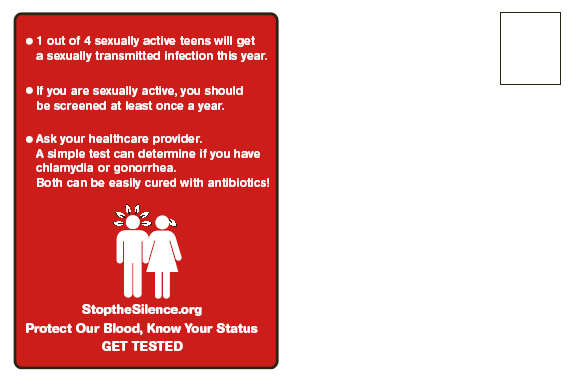 • 1 out of 4 sexually active teens will get
a sexually transmitted infection this year.
• If you are sexually active, you should
be screened at least once a year.
• Ask your healthcare provider.
A simple test can determine if you have
chlamydia or gonorrhea.
Both can be easily cured with antibiotics!
StoptheSilence.org
Protect Our Blood, Know Your Status
GET TESTED